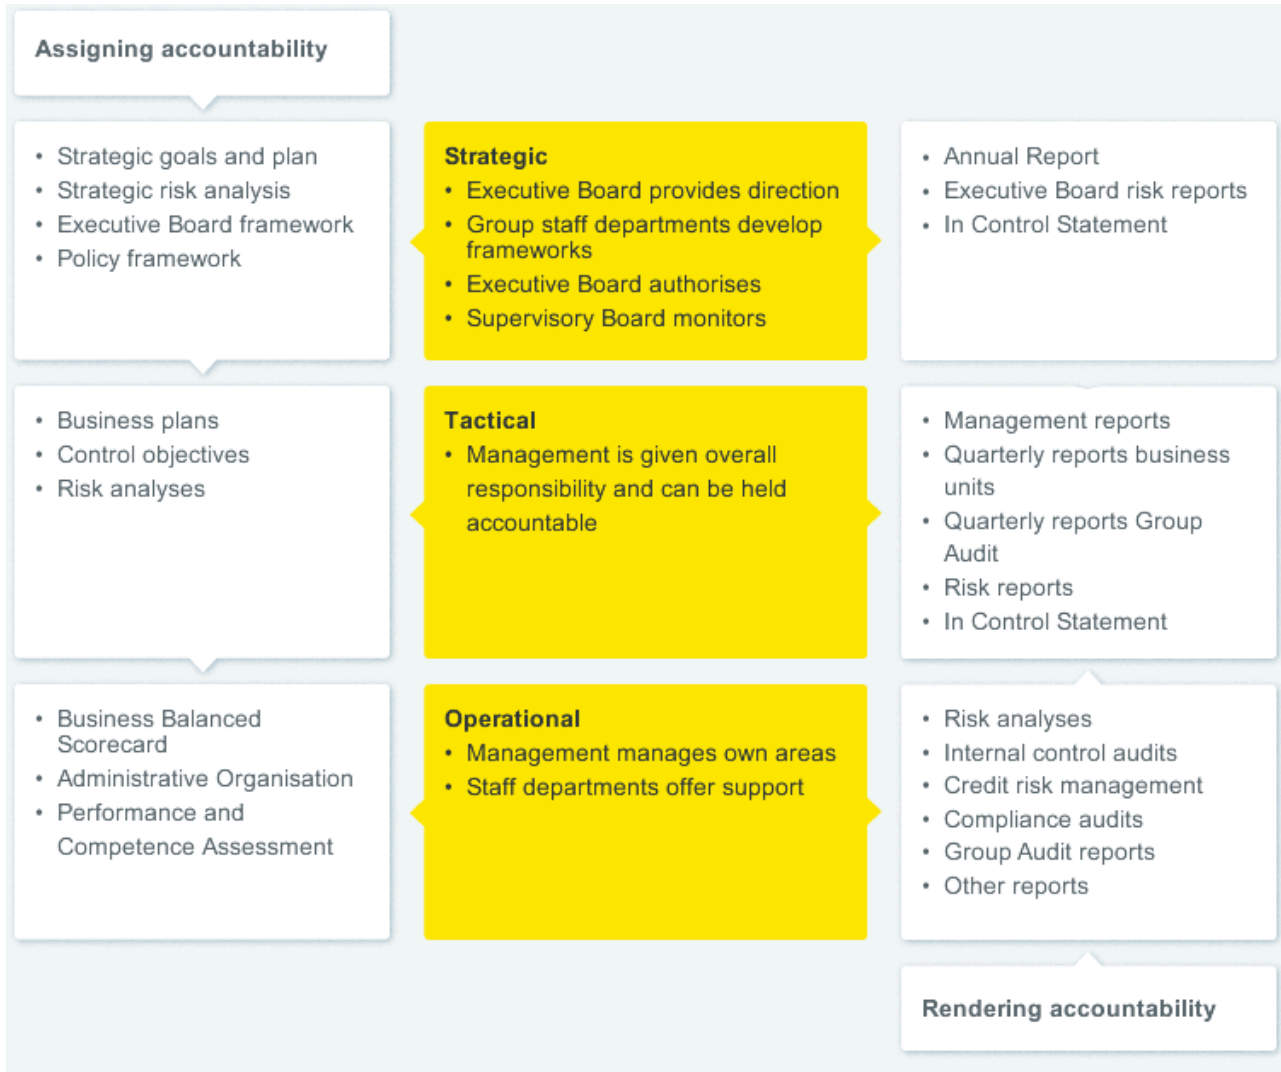 Assigning accountability
• Strategic goals and plan
• Strategic risk analysis
• Executive Board framework
• Policy framework
Strategic
• Executive Board provides direction
• Group staff departments develop
frameworks
• Executive Board authorises
• Supervisory Board monitors
• Annual Report
• Executive Board risk reports
• In Control Statement
• Business plans
• Control objectives
• Risk analyses
Tactical
• Management is given overall
responsibility and can be held
accountable
• Management reports
• Quarterly reports business
units
• Quarterly reports Group
Audit
• Risk reports
• In Control Statement
• Business Balanced
Scorecard
• Administrative Organisation
• Performance and
Competence Assessment
Operational
• Management manages own areas
• Staff departments offer support
• Risk analyses
• Internal control audits
• Credit risk management
• Compliance audits
• Group Audit reports
• Other reports
Rendering accountability